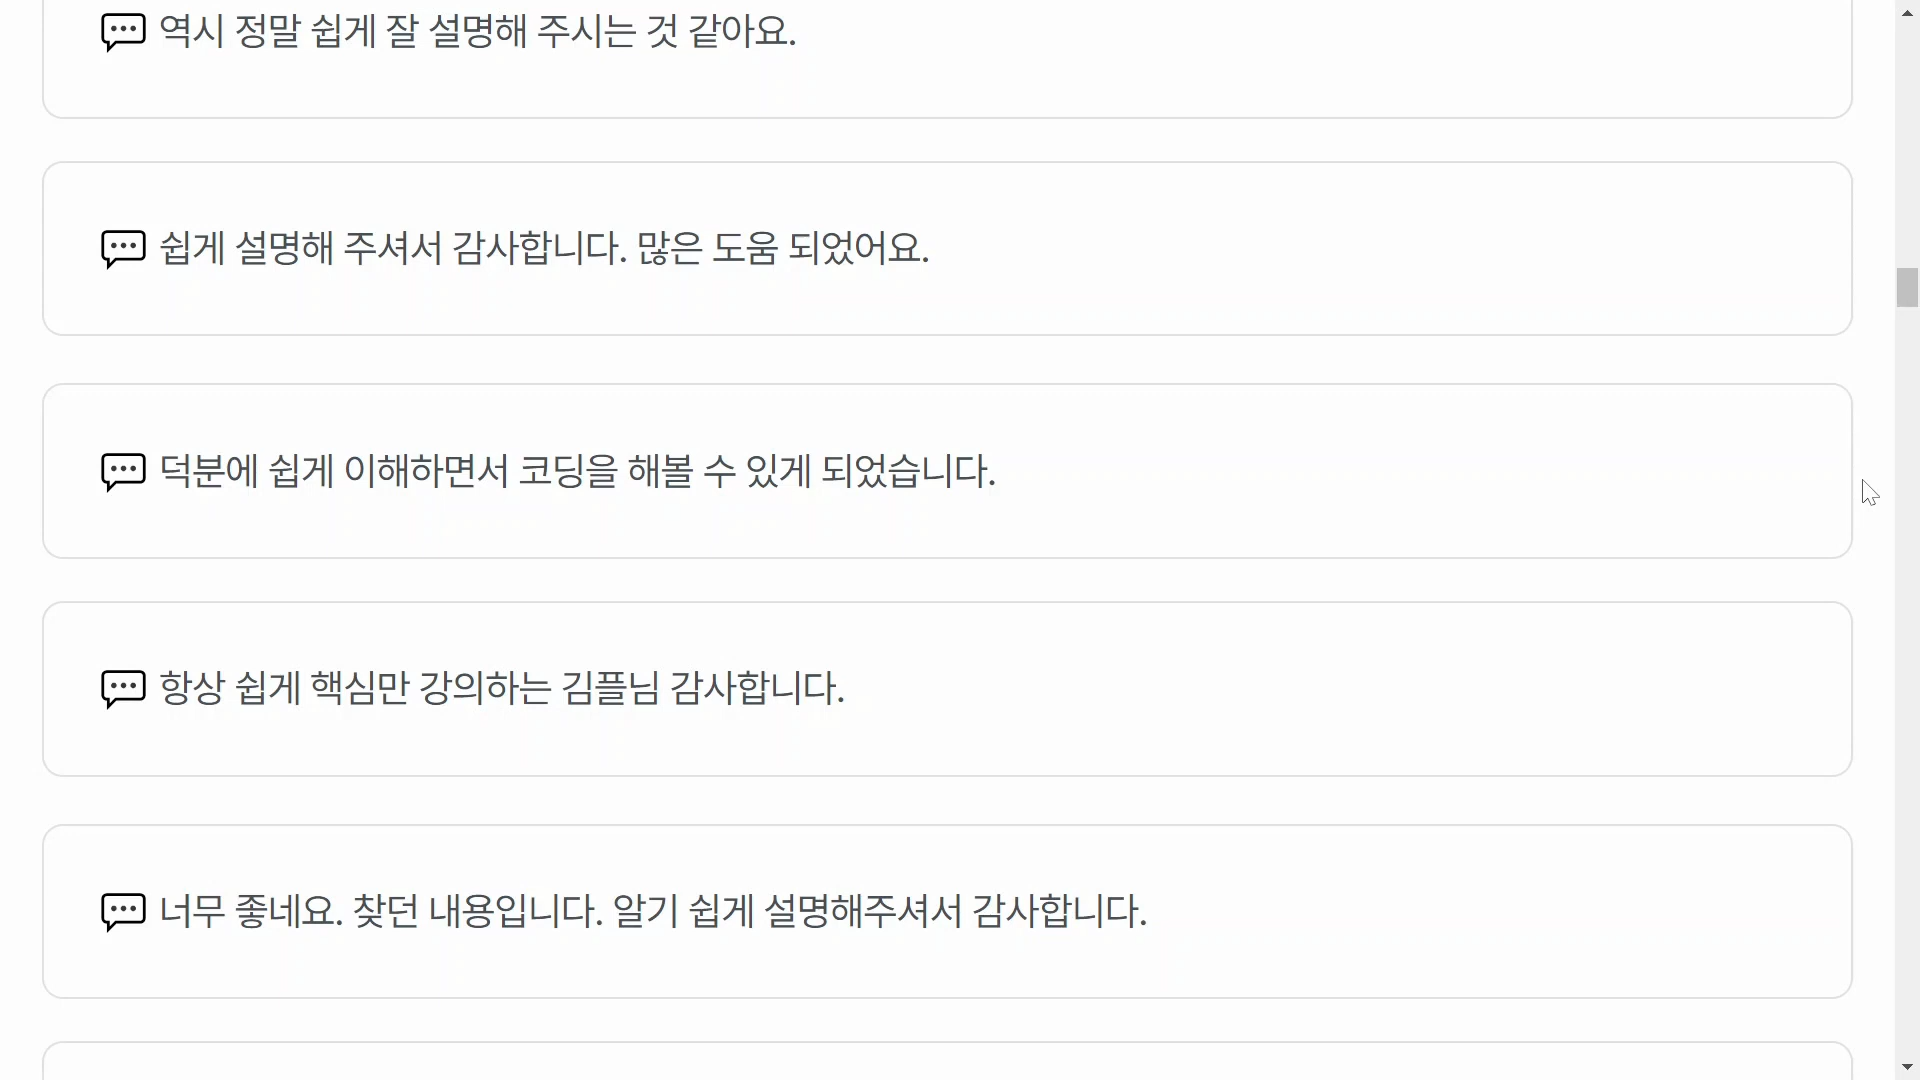 역시 정말 쉽게 잘 설명해 주시는 것 같아요.
쉽게 설명해 주셔서 감사합니다. 많은 도움 되었어요.
덕분에 쉽게 이해하면서 코딩을 해볼 수 있게 되었습니다.
항상 쉽게 핵심만 강의하는 김플님 감사합니다.
너무 좋네요. 찾던 내용입니다. 알기 쉽게 설명해주셔서 감사합니다.